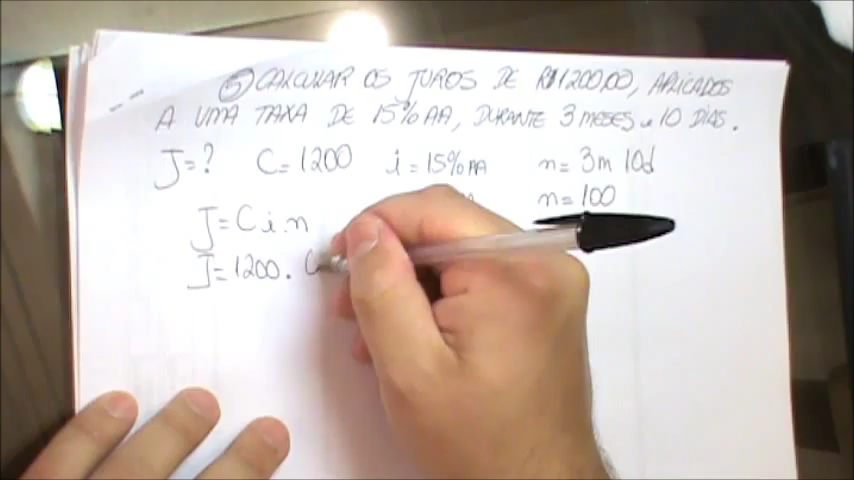 5 CALCULAR OS JUROS DE R$1200,00, APLICADOS
A UMA TAXA DE 15% AA, DURANTE 3 MESES e 10 DIAS.
J=? C=1200 i=15% AA n=3m 10d
n=100
J=C i.n
J=1200.